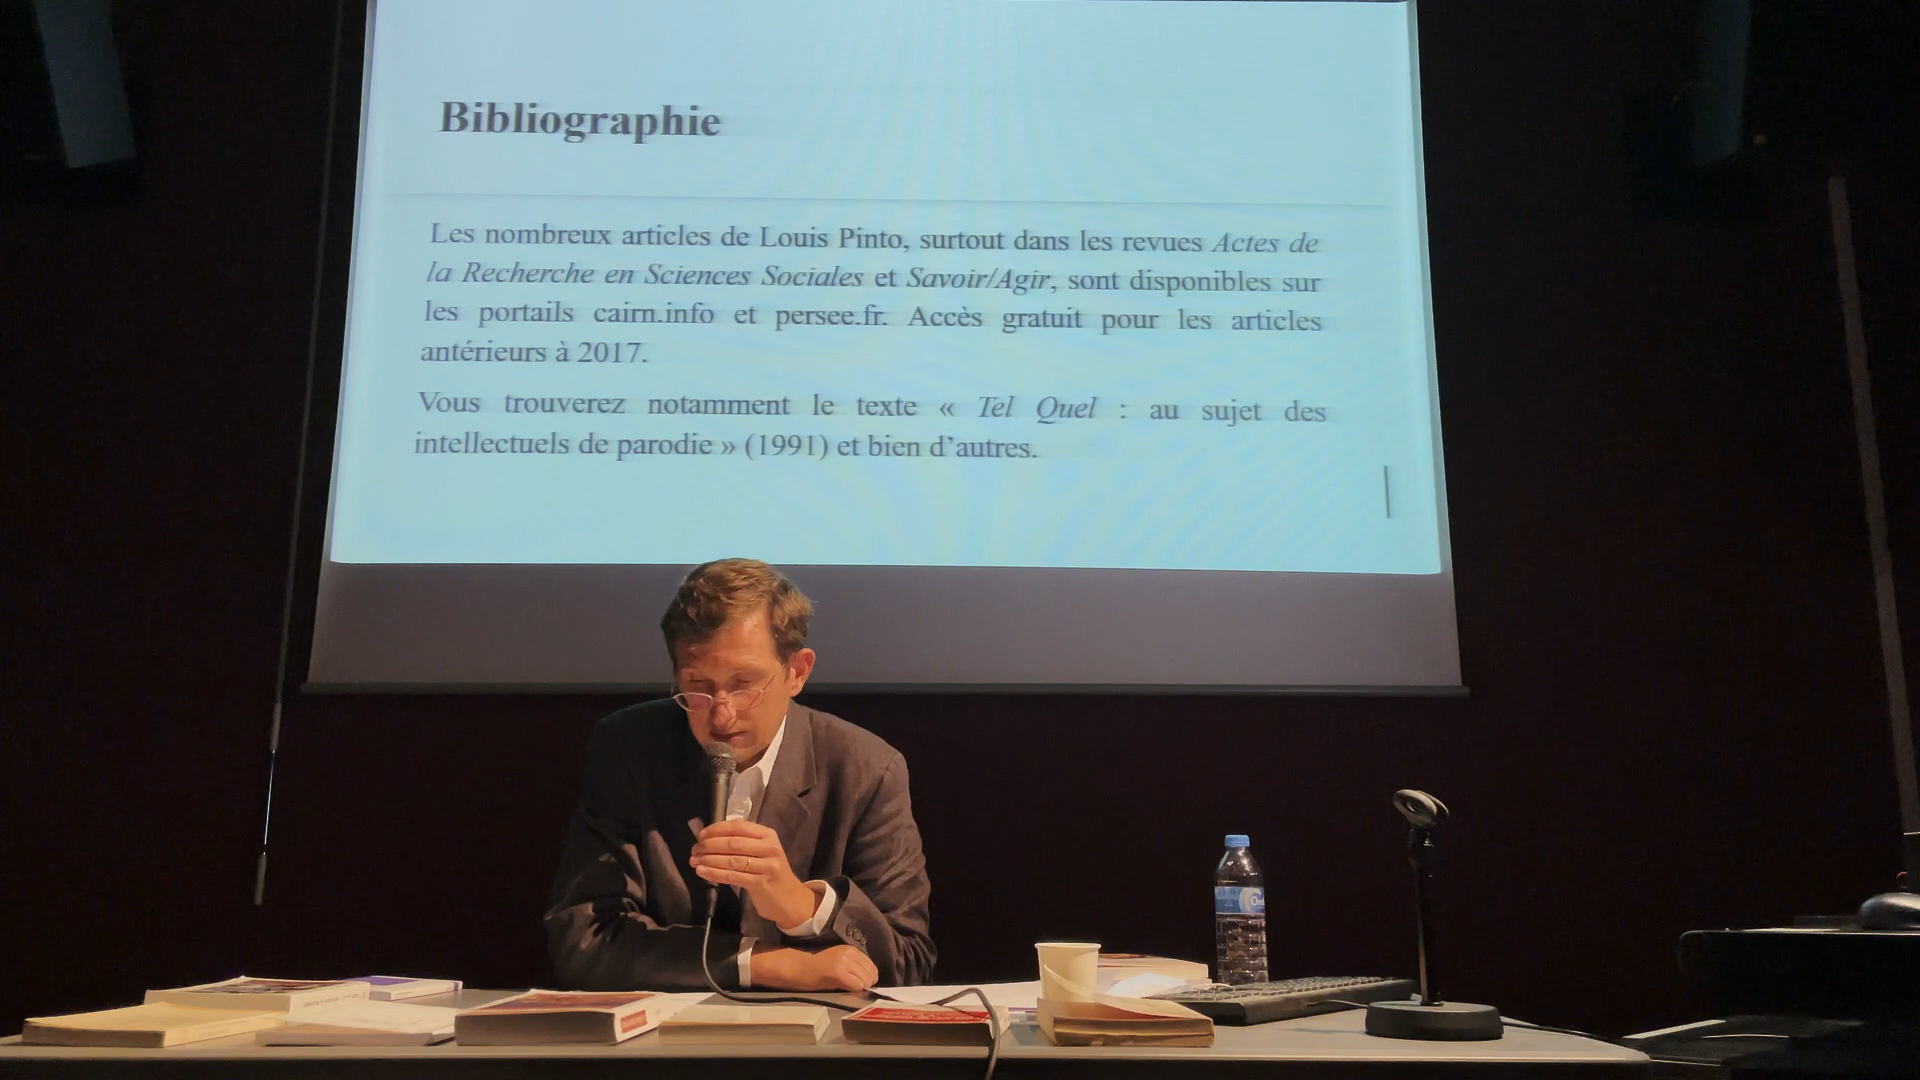 Bibliographie
Les nombreux articles de Louis Pinto, surtout dans les revues Actes de
la Recherche en Sciences Sociales et Savoir/Agir, sont disponibles sur
les portails cairn.info et persee.fr. Accès gratuit pour les articles
antérieurs à 2017.
Vous trouverez notamment le texte « Tel Quel : au sujet des
intellectuels de parodie » (1991) et bien d’autres.